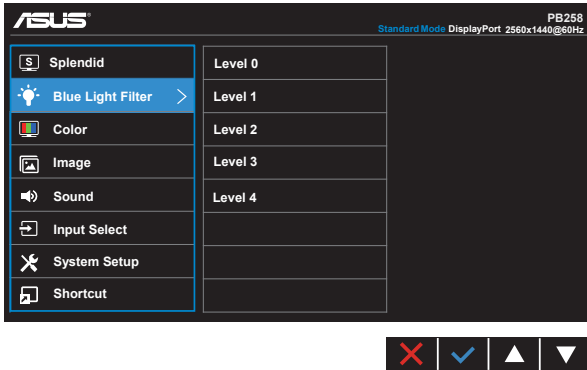 ASUS
PB258
Standard Mode DisplayPort 2560x1440@60Hz
S Splendid
Blue Light Filter
Color
Image
Sound
Input Select
System Setup
Shortcut
Level 0
Level 1
Level 2
Level 3
Level 4